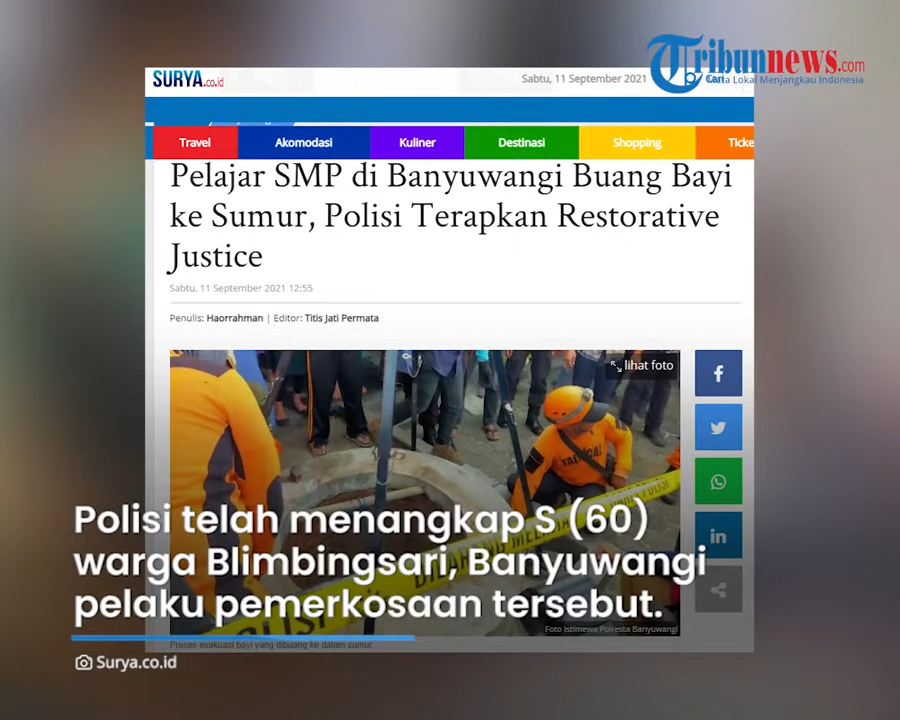 Tribunnews.com
SURYA.co.id
Sabtu, 11 September 2021
Lokal Menjangkau Indonesia
Travel
Akomodasi
Kuliner
Destinasi
Shopping
Ticke
Pelajar SMP di Banyuwangi Buang Bayi
ke Sumur, Polisi Terapkan Restorative
Justice
Sabtu, 11 September 2021 12:55
Penulis: Haorrahman | Editor: Titis Jati Permata
lihat foto
Polisi telah menangkap S (60)
warga Blimbingsari, Banyuwangi
pelaku pemerkosaan tersebut.
Foto Istimewa Polresta Banyuwangi
Proses evakuasi bayi yang dibuang ke dalam sumur
Surya.co.id